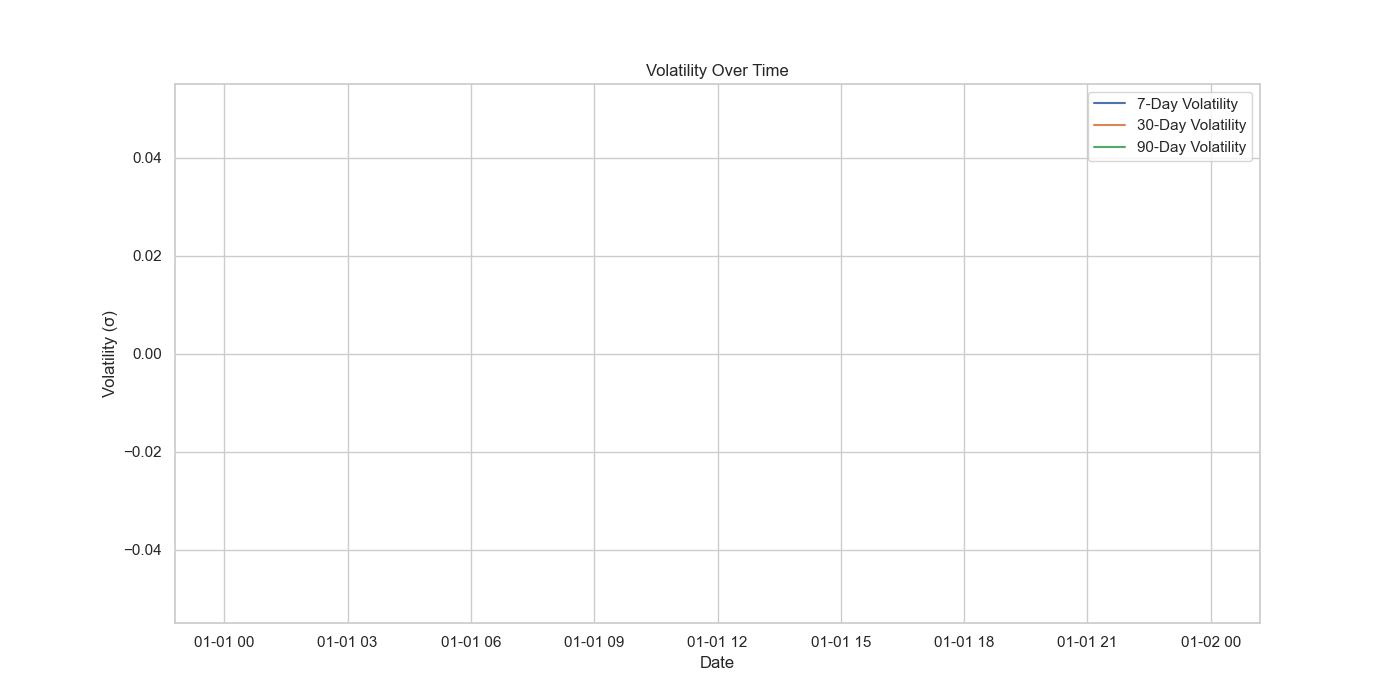 Volatility Over Time
7-Day Volatility
30-Day Volatility
90-Day Volatility
0.04
0.02
0.00
−0.02
−0.04
Volatility (σ)
01-01 00 01-01 03 01-01 06 01-01 09 01-01 12 01-01 15 01-01 18 01-01 21 01-02 00
Date